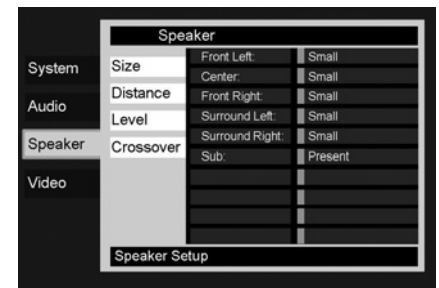 Speaker
System
Audio
Speaker
Video
Size
Distance
Level
Crossover
Front Left: Small
Center: Small
Front Right: Small
Surround Left: Small
Surround Right: Small
Sub: Present
Speaker Setup